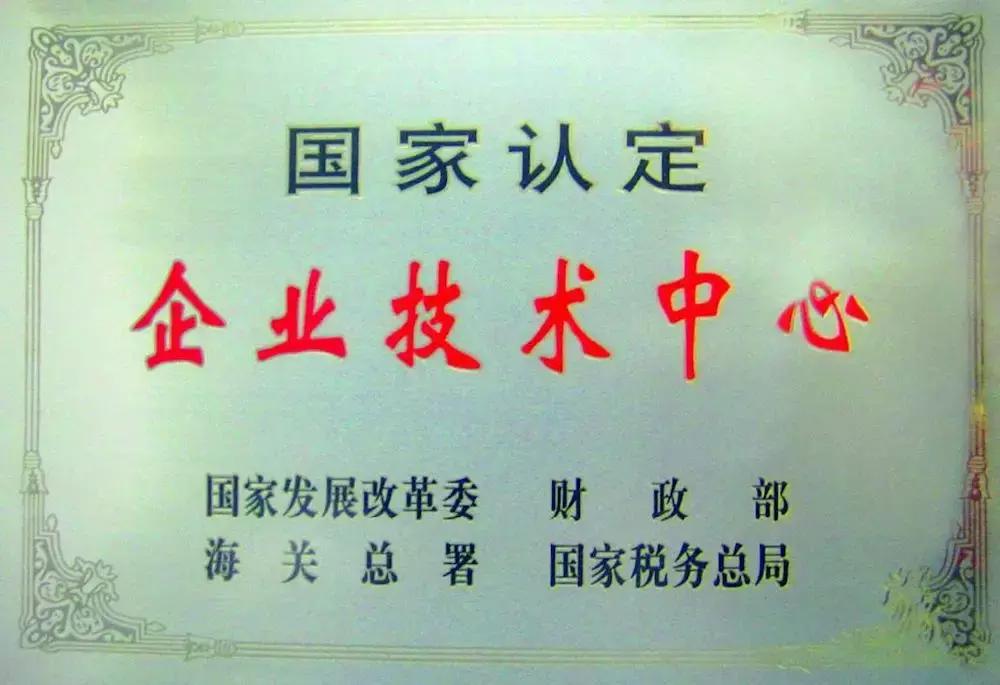 国家认定
企业技术中心
国家发展改革委 财政部
海关总署 国家税务总局